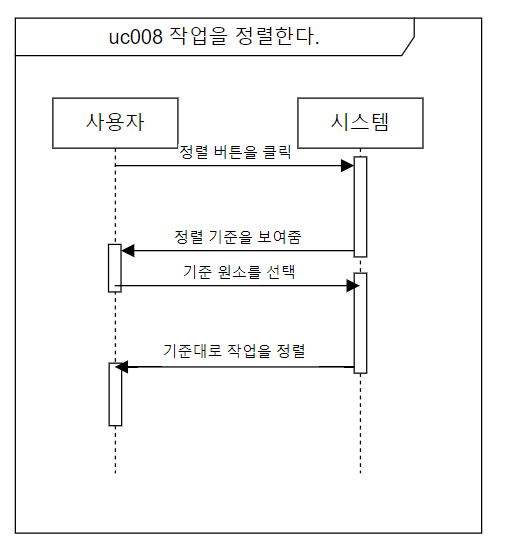 uc008 작업을 정렬한다.
사용자
시스템
정렬 버튼을 클릭
정렬 기준을 보여줌
기준 원소를 선택
기준대로 작업을 정렬